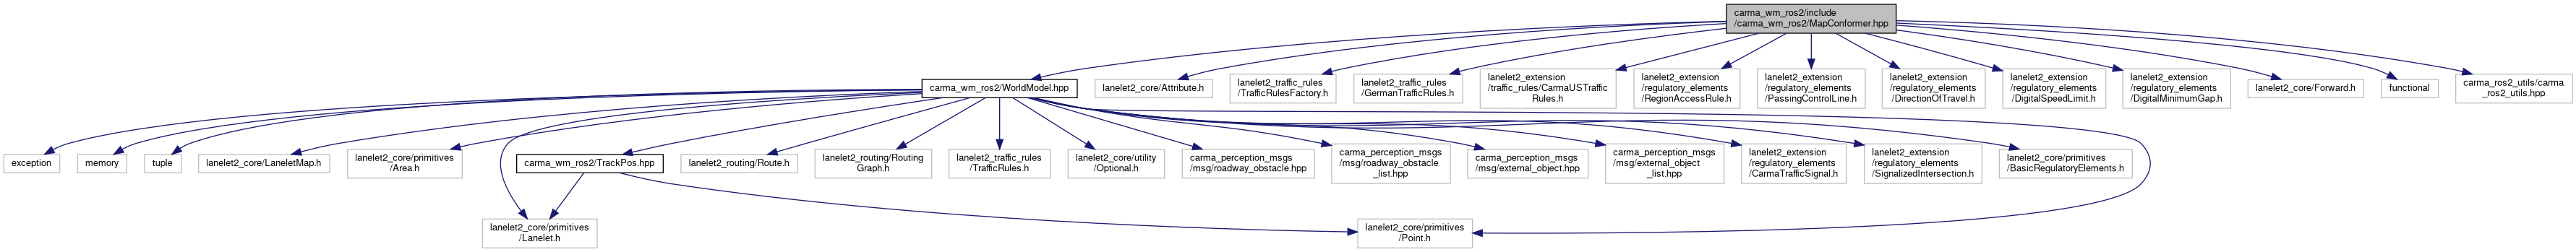 carma_wm_ros2/include
/carma_wm_ros2/MapConformer.hpp
carma_wm_ros2/WorldModel.hpp
lanelet2_core/Attribute.h
lanelet2_traffic_rules
/TrafficRulesFactory.h
lanelet2_traffic_rules
/GermanTrafficRules.h
lanelet2_extension
/traffic_rules/CarmaUSTraffic
Rules.h
lanelet2_extension
/regulatory_elements
/RegionAccessRule.h
lanelet2_extension
/regulatory_elements
/PassingControlLine.h
lanelet2_extension
/regulatory_elements
/DirectionOfTravel.h
lanelet2_extension
/regulatory_elements
/DigitalSpeedLimit.h
lanelet2_extension
/regulatory_elements
/DigitalMinimumGap.h
lanelet2_core/Forward.h
functional
carma_ros2_utils/carma
_ros2_utils.hpp
exception
memory
tuple
lanelet2_core/LaneletMap.h
lanelet2_core/primitives
/Area.h
carma_wm_ros2/TrackPos.hpp
lanelet2_routing/Route.h
lanelet2_routing/Routing
Graph.h
lanelet2_traffic_rules
/TrafficRules.h
lanelet2_core/utility
/Optional.h
carma_perception_msgs
/msg/roadway_obstacle.hpp
carma_perception_msgs
/msg/roadway_obstacle
_list.hpp
carma_perception_msgs
/msg/external_object.hpp
carma_perception_msgs
/msg/external_object
_list.hpp
lanelet2_extension
/regulatory_elements
/CarmaTrafficSignal.h
lanelet2_extension
/regulatory_elements
/SignalizedIntersection.h
lanelet2_core/primitives
/BasicRegulatoryElements.h
lanelet2_core/primitives
/Lanelet.h
lanelet2_core/primitives
/Point.h